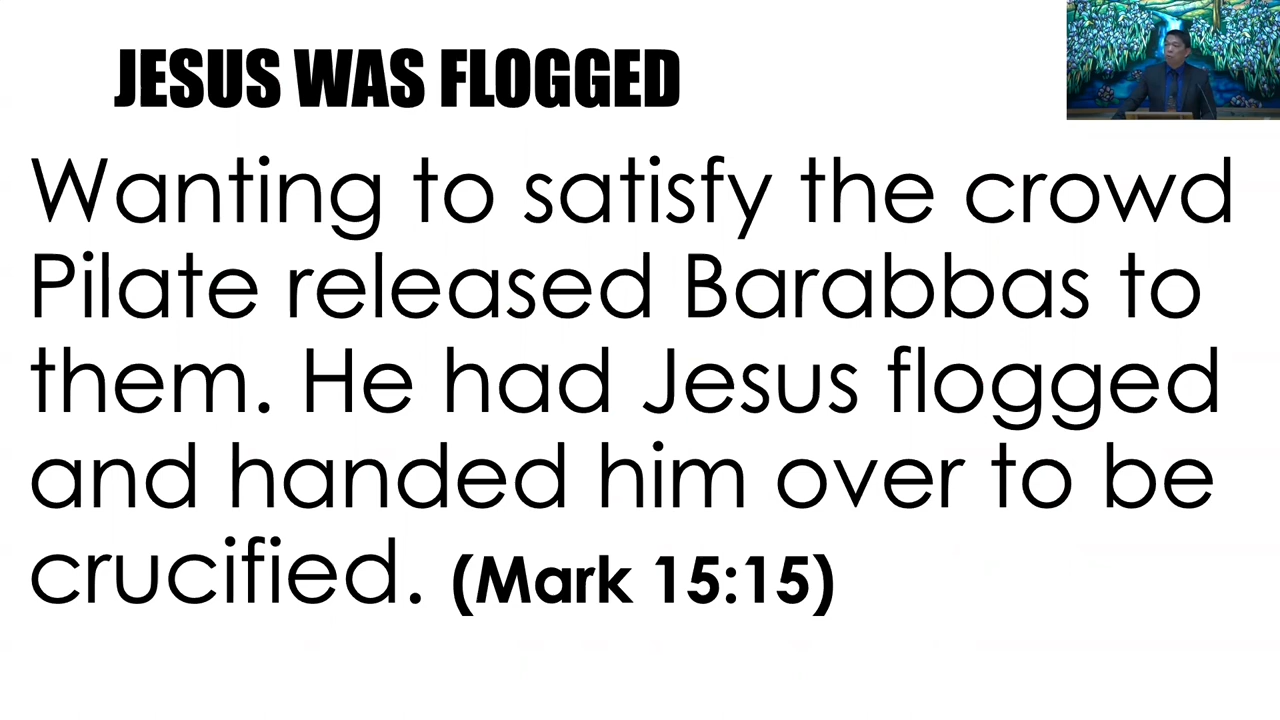 JESUS WAS FLOGGED
Wanting to satisfy the crowd
Pilate released Barabbas to
them. He had Jesus flogged
and handed him over to be
crucified. (Mark 15:15)